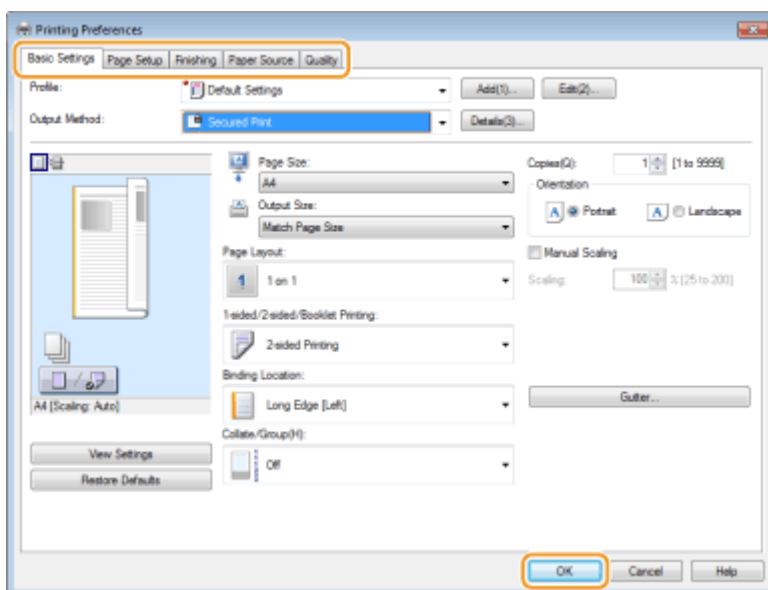 Printing Preferences
Basic Settings Page Setup Finishing Paper Source Quality
Profile: Default Settings Add(1)... Edit(2)...
Output Method: Secured Print Details(3)...
Page Size: Copies(Q): 1 [1 to 9999]
A4 Orientation
Output Size: A Portrait A Landscape
Match Page Size
Page Layout: Manual Scaling
1 1 on 1 Scaling: 100 % [25 to 200]
1-sided/2-sided/Booklet Printing:
2-sided Printing
Binding Location:
A4 [Scaling: Auto] Long Edge [Left] Gutter...
Collate/Group(H):
View Settings Off
Restore Defaults
OK Cancel Help